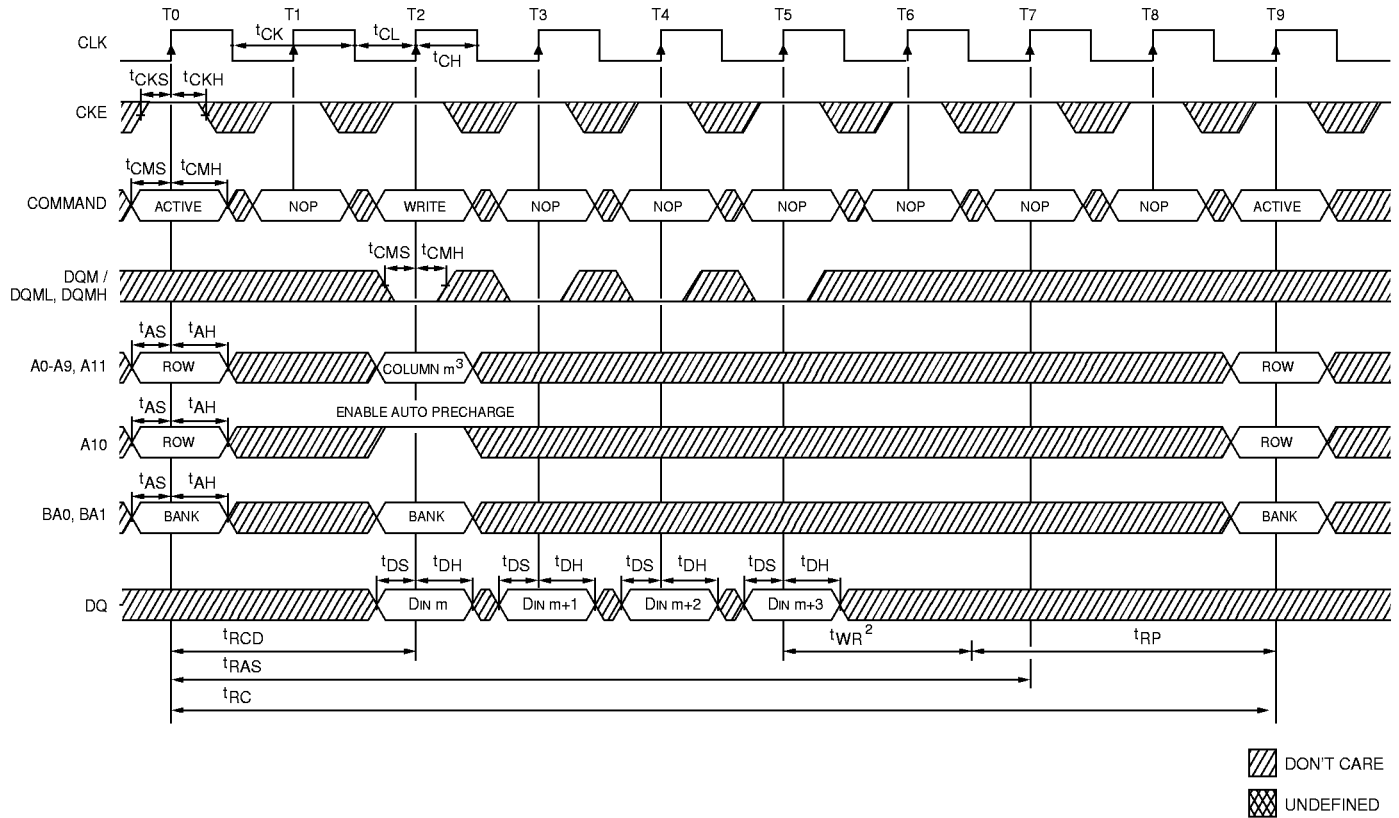 T0 T1 T2 T3 T4 T5 T6 T7 T8 T9
CLK
tCK tCL tCH
tCKS tCKH
CKE
tCMS tCMH
COMMAND ACTIVE NOP WRITE NOP NOP NOP NOP NOP NOP ACTIVE
tCMS tCMH
DQM /
DQML, DQMH
tAS tAH
A0-A9, A11 ROW COLUMN m³ ROW
tAS tAH ENABLE AUTO PRECHARGE
A10 ROW ROW
tAS tAH
BA0, BA1 BANK BANK BANK
tDS tDH tDS tDH tDS tDH tDS tDH
DQ DIN m DIN m+1 DIN m+2 DIN m+3
tRCD tWR² tRP
tRAS
tRC
DON'T CARE
UNDEFINED